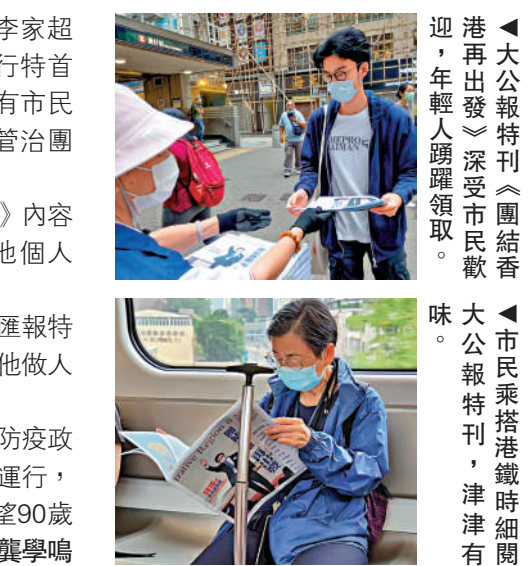 李家超
行特首
有市民
管治團
》內容
他個人
匯報特
他做人
防疫政
運行，
望90歲
龔學鳴
◀大公報特刊《團結香
港再出發》深受市民歡
迎，年輕人踴躍領取。
◀市民乘搭港鐵時細閱
大公報特刊，津津有
味。